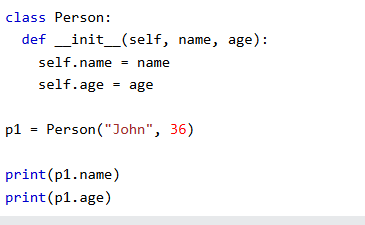 class Person:
  def __init__(self, name, age):
    self.name = name
    self.age = age

p1 = Person("John", 36)

print(p1.name)
print(p1.age)